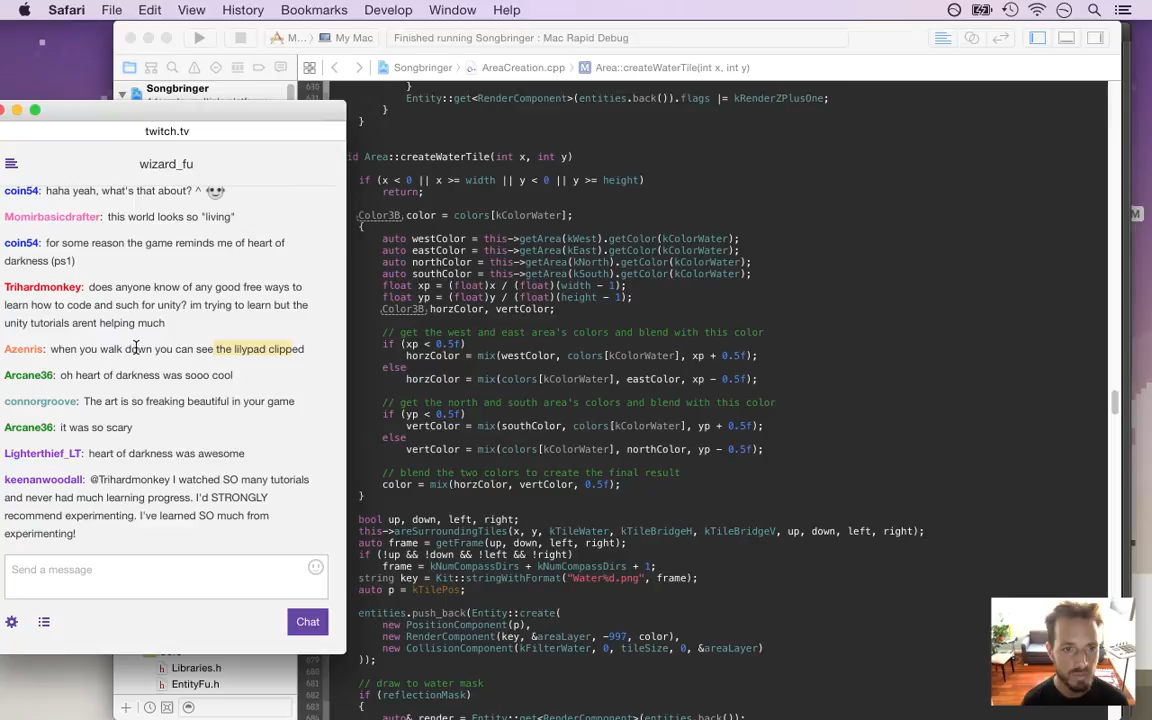 Safari File Edit View History Bookmarks Develop Window Help
M... My Mac Finished running Songbringer : Mac Rapid Debug
Songbringer AreaCreation.cpp M Area::createWaterTile(int x, int y)
Songbringer
twitch.tv
wizard_fu
coin54: haha yeah, what's that about? ^
Momirbasicdrafter: this world looks so "living"
coin54: for some reason the game reminds me of heart of
darkness (ps1)
Trihardmonkey: does anyone know of any good free ways to
learn how to code and such for unity? im trying to learn but the
unity tutorials arent helping much
Azenris: when you walk down you can see the lilypad clipped
Arcane36: oh heart of darkness was sooo cool
connorgroove: The art is so freaking beautiful in your game
Arcane36: it was so scary
Lighterthief_LT: heart of darkness was awesome
keenanwoodall: @Trihardmonkey I watched SO many tutorials
and never had much learning progress. I'd STRONGLY
recommend experimenting. I've learned SO much from
experimenting!
Send a message
Chat
Libraries.h
EntityFu.h
630
631
}
Entity::get<RenderComponent>(entities.back()).flags |= kRenderZPlusOne;
}
}
id Area::createWaterTile(int x, int y)
if (x < 0 || x >= width || y < 0 || y >= height)
return;
Color3B color = colors[kColorWater];
{
auto westColor = this->getArea(kWest).getColor(kColorWater);
auto eastColor = this->getArea(kEast).getColor(kColorWater);
auto northColor = this->getArea(kNorth).getColor(kColorWater);
auto southColor = this->getArea(kSouth).getColor(kColorWater);
float xp = (float)x / (float)(width - 1);
float yp = (float)y / (float)(height - 1);
Color3B horzColor, vertColor;
// get the west and east area's colors and blend with this color
if (xp < 0.5f)
horzColor = mix(westColor, colors[kColorWater], xp + 0.5f);
else
horzColor = mix(colors[kColorWater], eastColor, xp - 0.5f);
// get the north and south area's colors and blend with this color
if (yp < 0.5f)
vertColor = mix(southColor, colors[kColorWater], yp + 0.5f);
else
vertColor = mix(colors[kColorWater], northColor, yp - 0.5f);
// blend the two colors to create the final result
color = mix(horzColor, vertColor, 0.5f);
}
bool up, down, left, right;
this->areSurroundingTiles(x, y, kTileWater, kTileBridgeH, kTileBridgeV, up, down, left, right);
auto frame = getFrame(up, down, left, right);
if (!up && !down && !left && !right)
frame = kNumCompassDirs + kNumCompassDirs + 1;
string key = Kit::stringWithFormat("Water%d.png", frame);
auto p = kTilePos;
entities.push_back(Entity::create(
new PositionComponent(p),
new RenderComponent(key, &areaLayer, -997, color),
new CollisionComponent(kFilterWater, 0, tileSize, 0, &areaLayer)
679 ));
680
681 // draw to water mask
682 if (reflectionMask)
683 {
684 auto& render = Entity::get<RenderComponent>(entities.back());
M